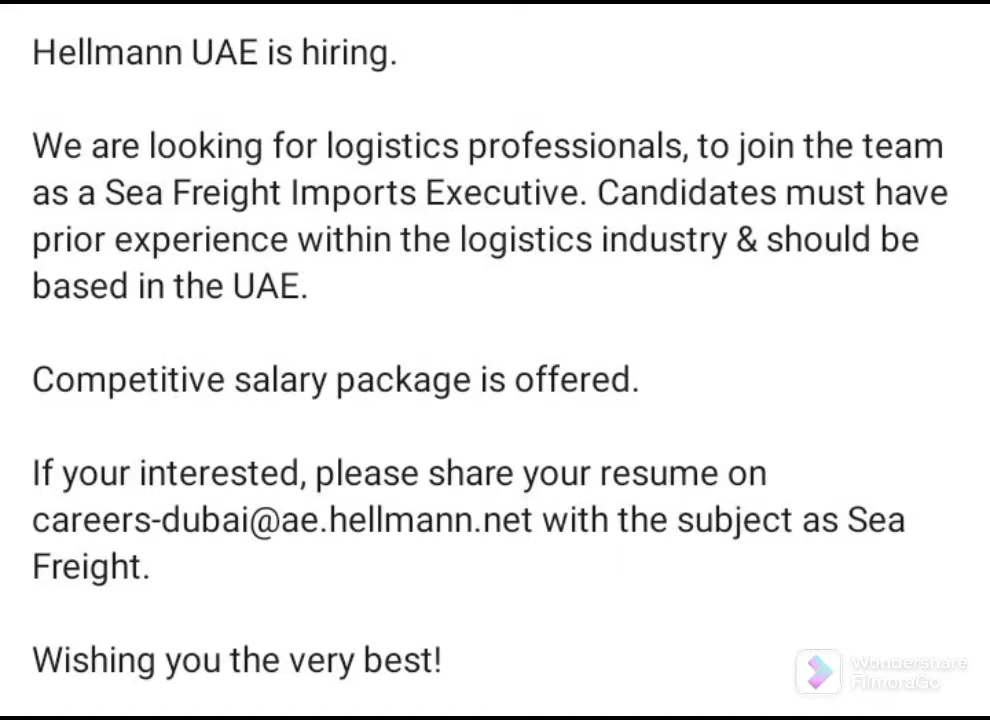 Hellmann UAE is hiring.
We are looking for logistics professionals, to join the team
as a Sea Freight Imports Executive. Candidates must have
prior experience within the logistics industry & should be
based in the UAE.
Competitive salary package is offered.
If your interested, please share your resume on
careers-dubai@ae.hellmann.net with the subject as Sea
Freight.
Wishing you the very best!
Wondershare
FilmoraGo